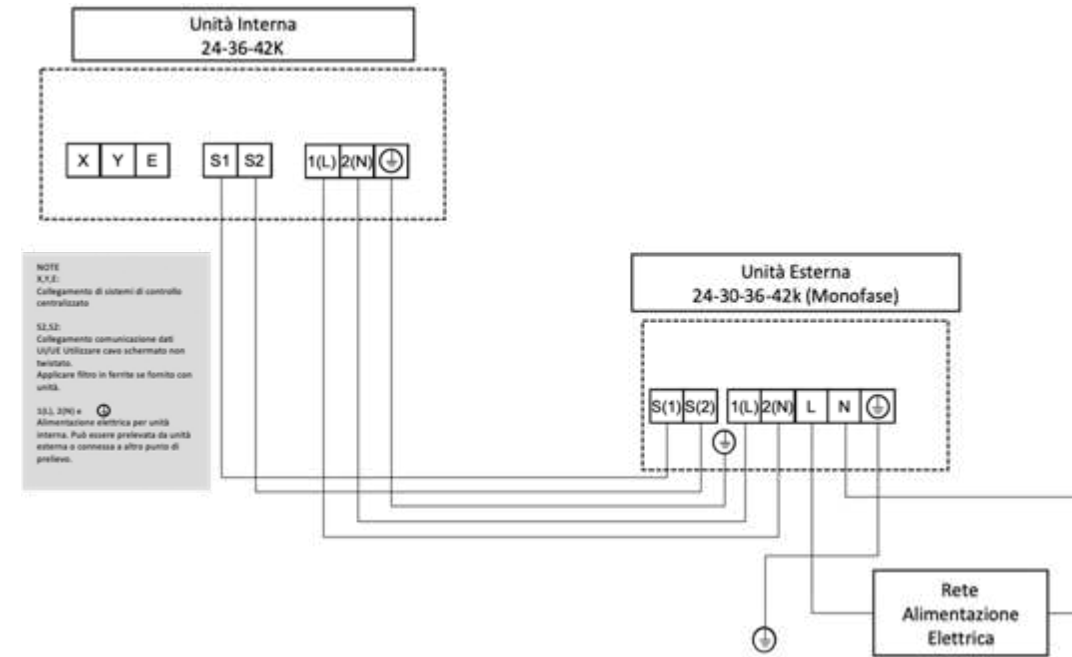 Unità Interna
24-36-42K
X Y E S1 S2 1(L) 2(N)
NOTE
X,Y,E:
Collegamento di sistemi di controllo
centralizzato
S2,S2:
Collegamento comunicazione dati
UI/UE Utilizzare cavo schermato non
twistato.
Applicare filtro in ferrite se fornito con
unità.
1(L), 2(N) e
Alimentazione elettrica per unità
interna. Può essere prelevata da unità
esterna o connessa a altro punto di
prelievo.
Unità Esterna
24-30-36-42k (Monofase)
S(1) S(2) 1(L) 2(N) L N
Rete
Alimentazione
Elettrica